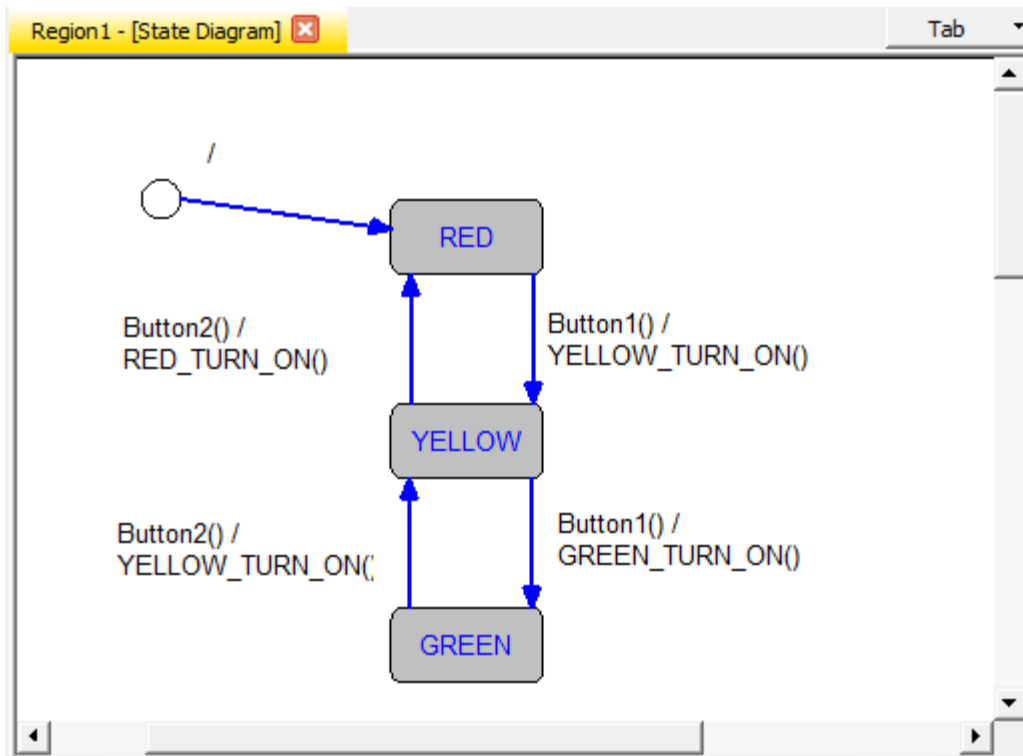 Region1 - [State Diagram]
Tab
/
RED
Button2() /
RED_TURN_ON()
Button1() /
YELLOW_TURN_ON()
YELLOW
Button2() /
YELLOW_TURN_ON()
Button1() /
GREEN_TURN_ON()
GREEN